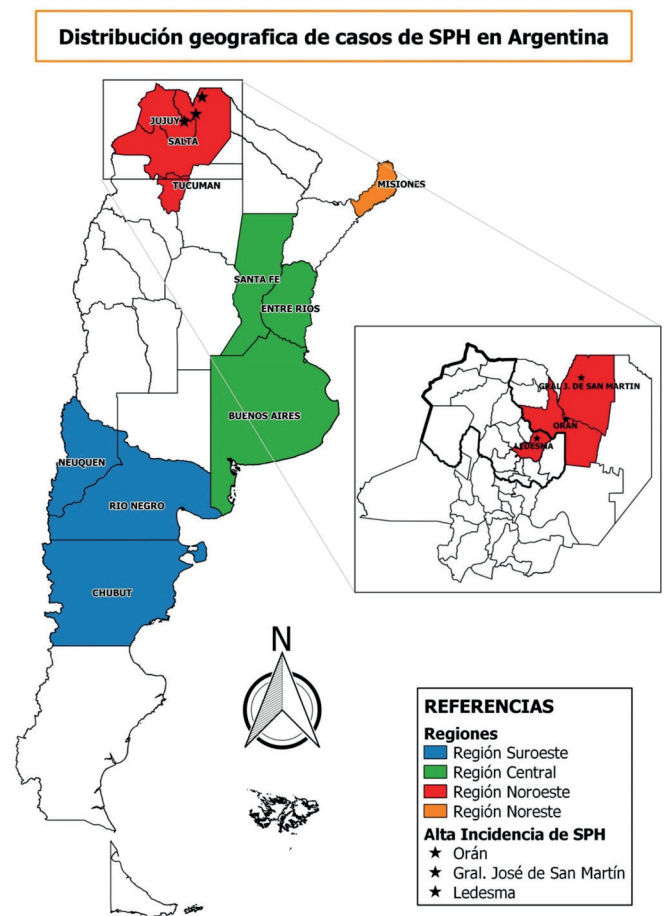 Distribución geografica de casos de SPH en Argentina
JUJUY
SALTA
TUCUMAN
MISIONES
SANTA FE
ENTRE RIOS
BUENOS AIRES
NEUQUEN
RIO NEGRO
CHUBUT
GRAL J. DE SAN MARTIN
ORÁN
LEDESMA
N
REFERENCIAS
Regiones
Región Suroeste
Región Central
Región Noroeste
Región Noreste
Alta Incidencia de SPH
Orán
Gral. José de San Martín
Ledesma